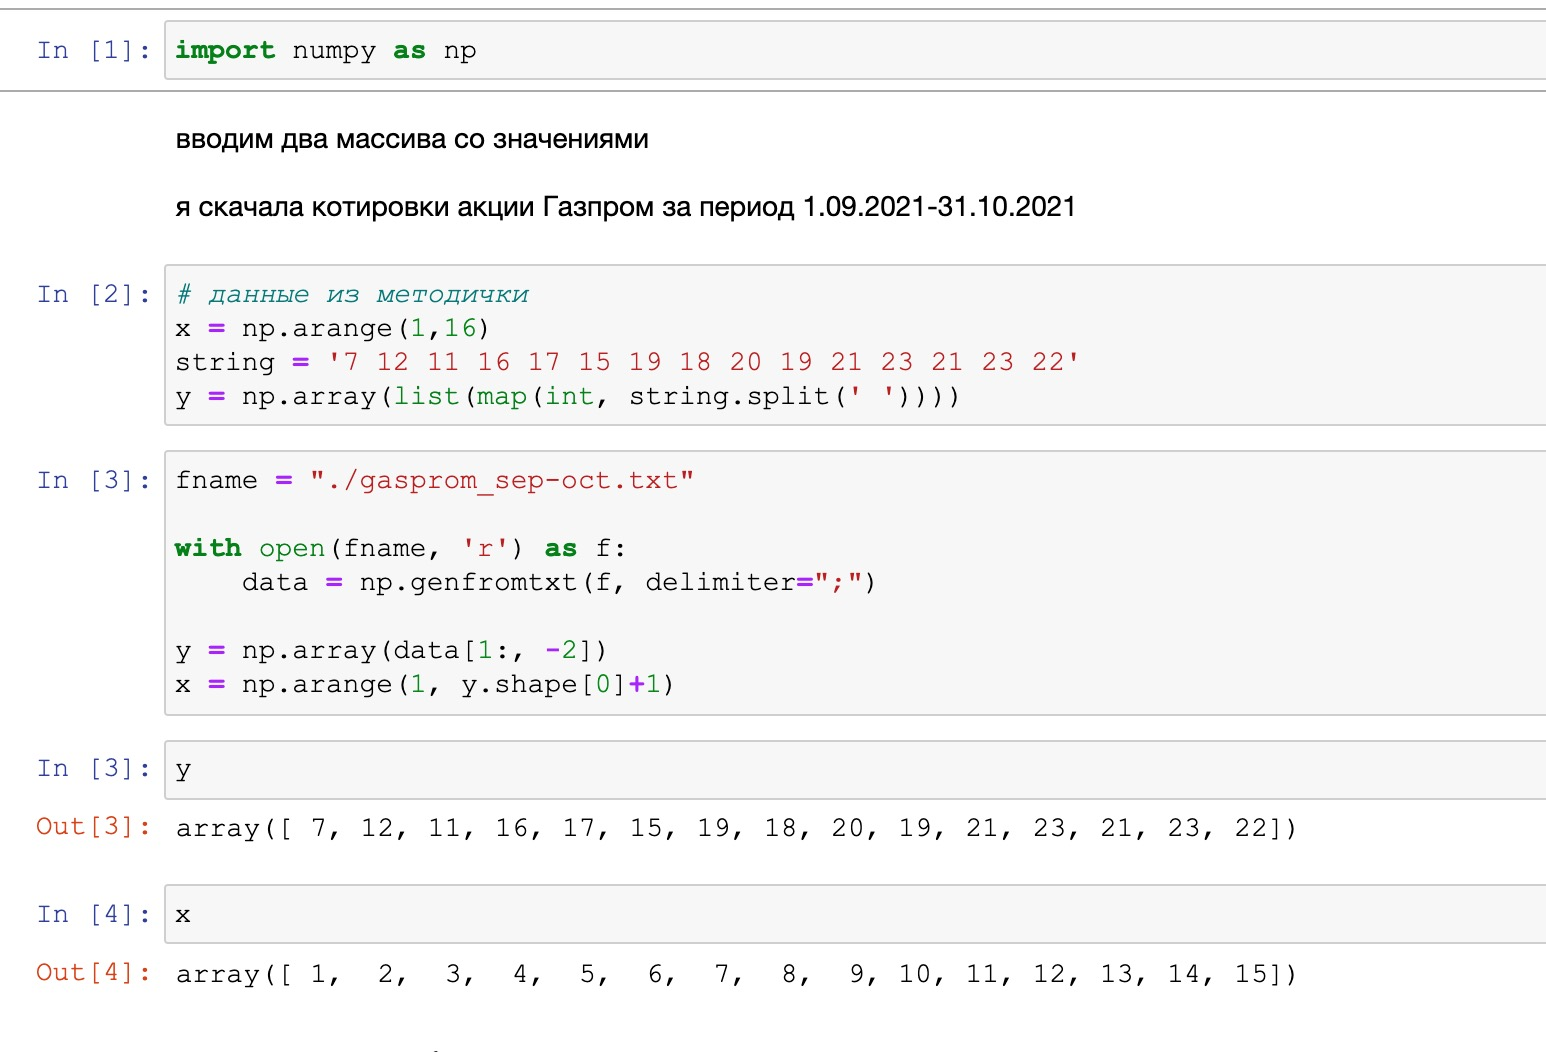 In [1]: import numpy as np
вводим два массива со значениями
я скачала котировки акции Газпром за период 1.09.2021-31.10.2021
In [2]: # данные из методички
x = np.arange(1,16)
string = '7 12 11 16 17 15 19 18 20 19 21 23 21 23 22'
y = np.array(list(map(int, string.split(' '))))
In [3]: fname = "./gasprom_sep-oct.txt"
with open(fname, 'r') as f:
    data = np.genfromtxt(f, delimiter=";")
y = np.array(data[1:, -2])
x = np.arange(1, y.shape[0]+1)
In [3]: y
Out[3]: array([ 7, 12, 11, 16, 17, 15, 19, 18, 20, 19, 21, 23, 21, 23, 22])
In [4]: x
Out[4]: array([ 1,  2,  3,  4,  5,  6,  7,  8,  9, 10, 11, 12, 13, 14, 15])